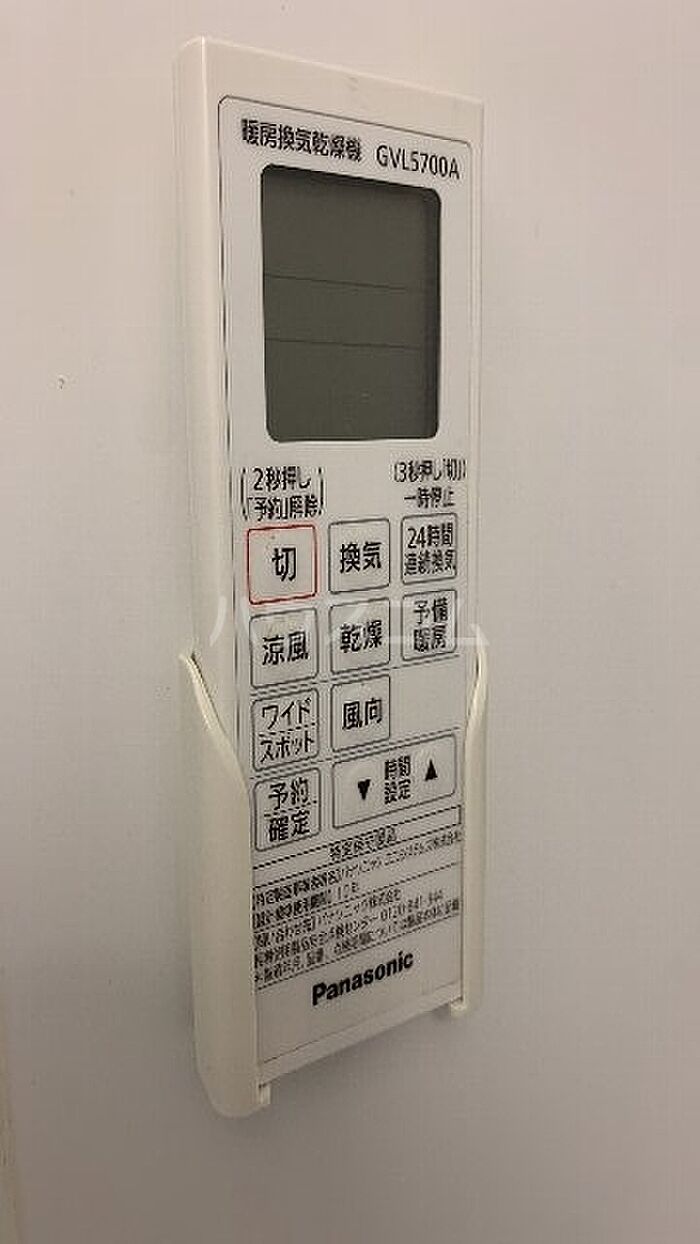 暖房換気乾燥機 GVL5700A
2秒押し
「予約」解除
3秒押し「切」
一時停止
切
換気
24時間
連続換気
涼風
乾燥
予備
暖房
ワイド
スポット
風向
予約
確定
▼ 時間設定 ▲
Panasonic